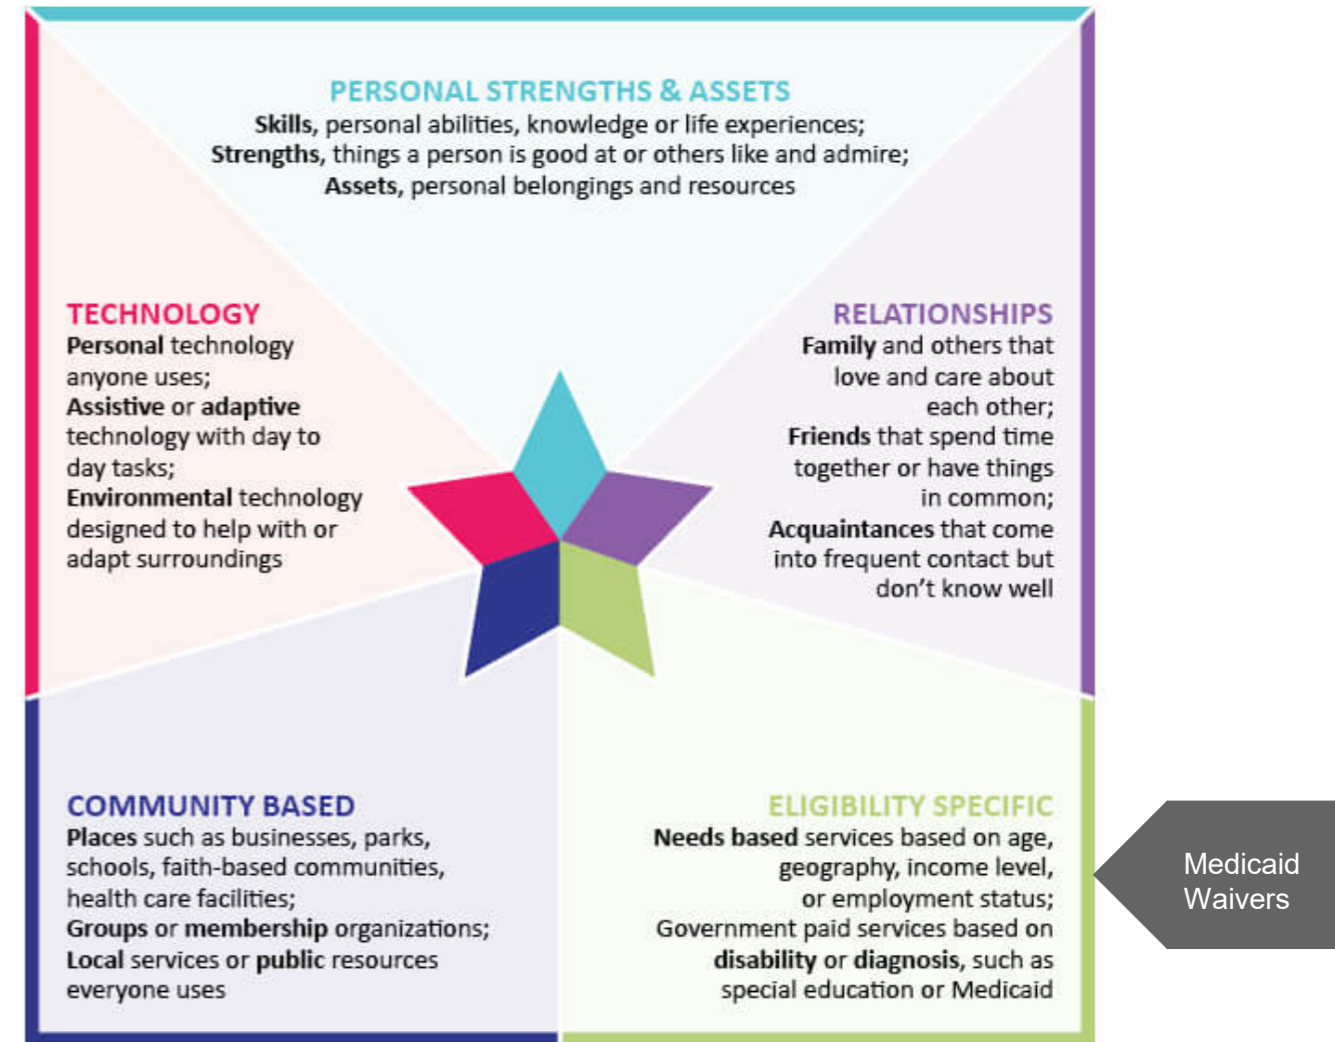 PERSONAL STRENGTHS & ASSETS
Skills, personal abilities, knowledge or life experiences;
Strengths, things a person is good at or others like and admire;
Assets, personal belongings and resources
TECHNOLOGY
Personal technology
anyone uses;
Assistive or adaptive
technology with day to
day tasks;
Environmental technology
designed to help with or
adapt surroundings
RELATIONSHIPS
Family and others that
love and care about
each other;
Friends that spend time
together or have things
in common;
Acquaintances that come
into frequent contact but
don't know well
COMMUNITY BASED
Places such as businesses, parks,
schools, faith-based communities,
health care facilities;
Groups or membership organizations;
Local services or public resources
everyone uses
ELIGIBILITY SPECIFIC
Needs based services based on age,
geography, income level,
or employment status;
Government paid services based on
disability or diagnosis, such as
special education or Medicaid
Medicaid
Waivers